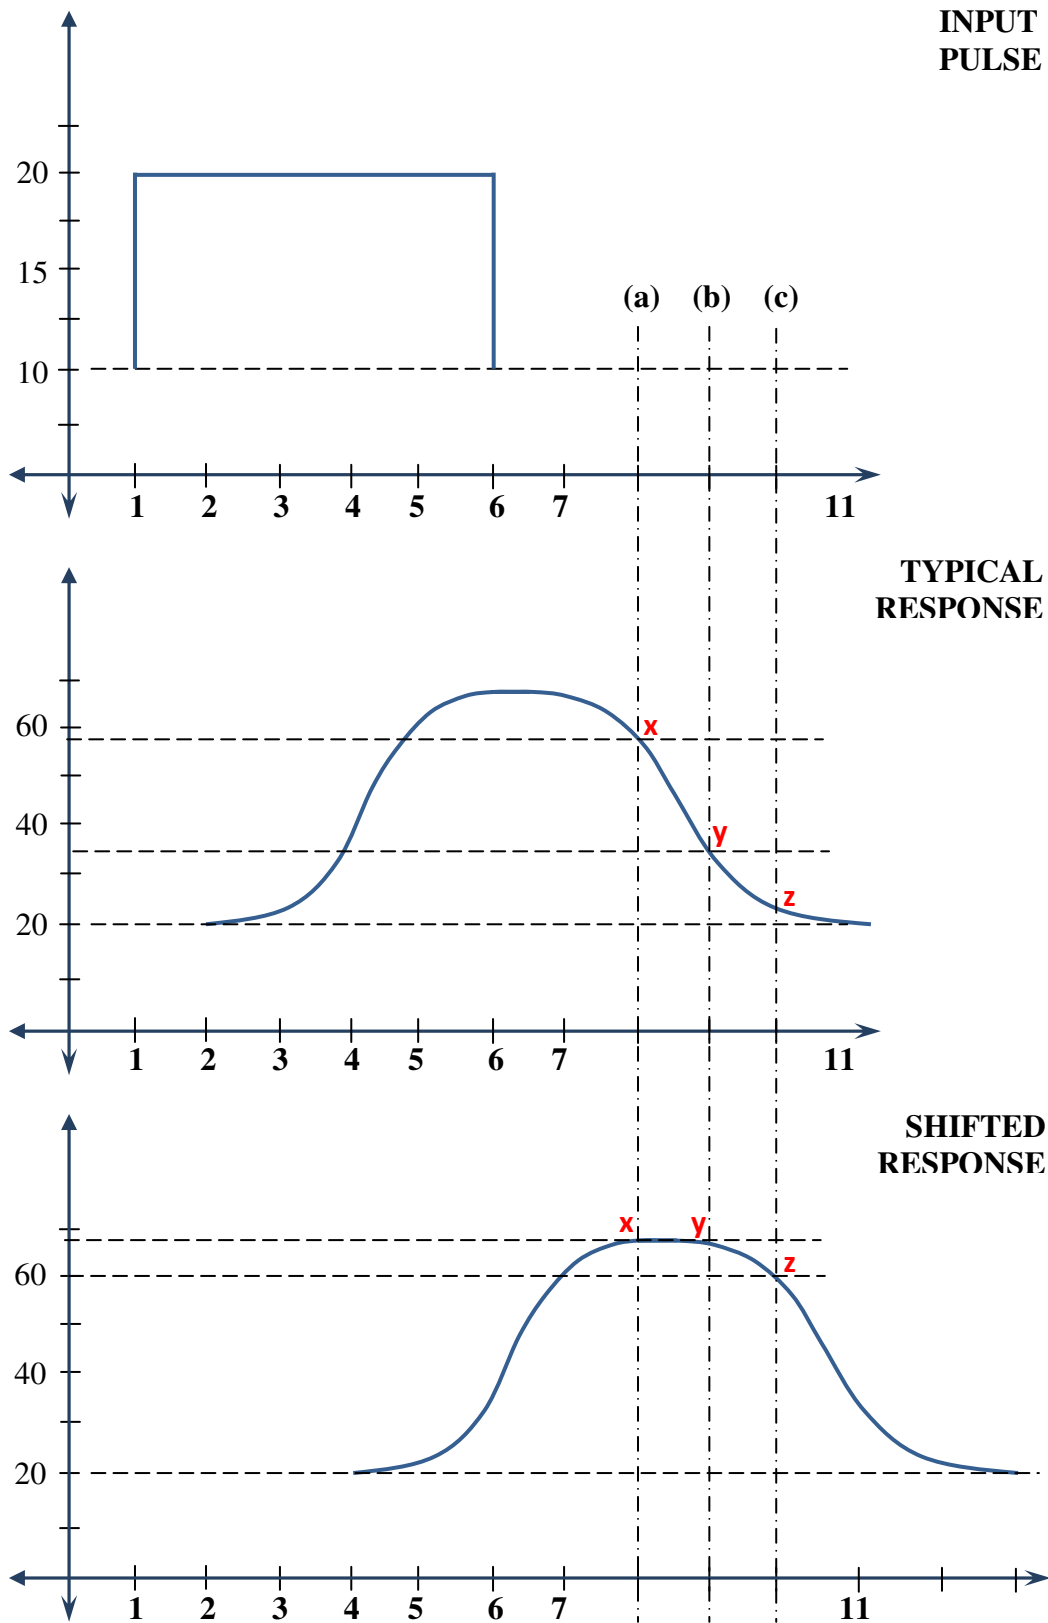 INPUT
PULSE
20
15
10
(a) (b) (c)
1 2 3 4 5 6 7 11
TYPICAL
RESPONSE
60
x
40
y
20
z
1 2 3 4 5 6 7 11
SHIFTED
RESPONSE
x y
60
z
40
20
1 2 3 4 5 6 7 11